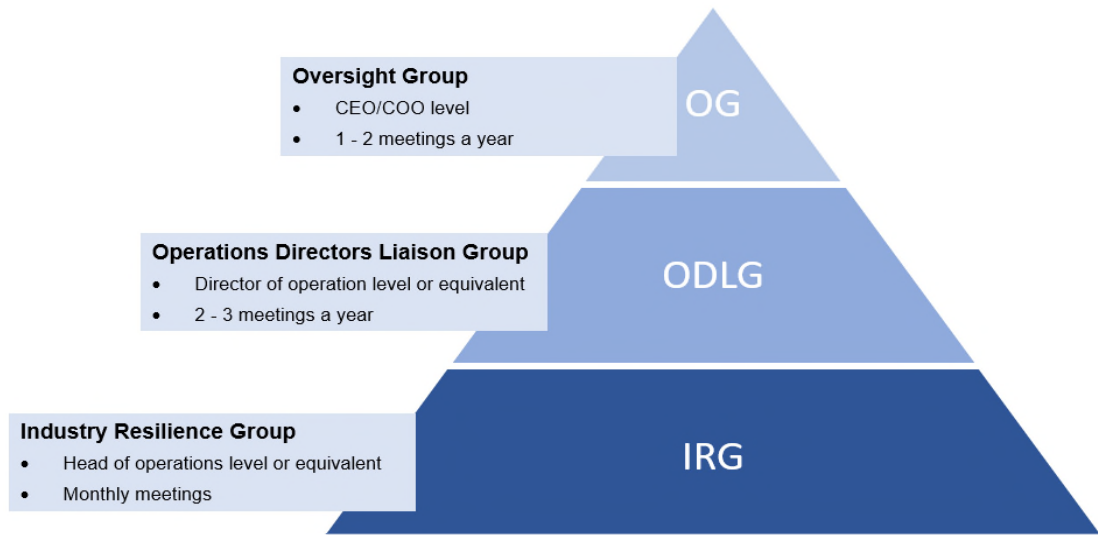 Oversight Group
• CEO/COO level
• 1 - 2 meetings a year
OG
Operations Directors Liaison Group
• Director of operation level or equivalent
• 2 - 3 meetings a year
ODLG
Industry Resilience Group
• Head of operations level or equivalent
• Monthly meetings
IRG